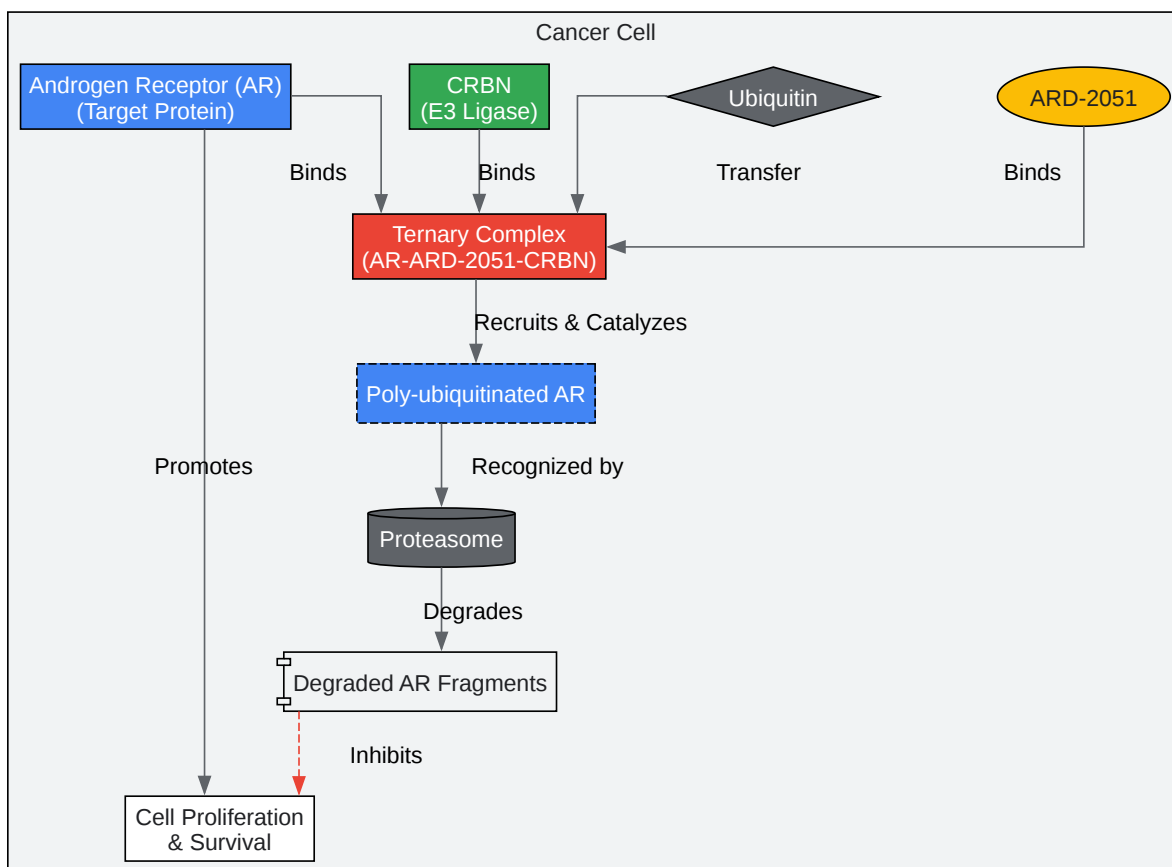 Cancer Cell
Androgen Receptor (AR)
(Target Protein)
CRBN
(E3 Ligase)
Ubiquitin
ARD-2051
Binds
Binds
Transfer
Binds
Ternary Complex
(AR-ARD-2051-CRBN)
Recruits & Catalyzes
Poly-ubiquitinated AR
Promotes
Recognized by
Proteasome
Degrades
Degraded AR Fragments
Inhibits
Cell Proliferation
& Survival